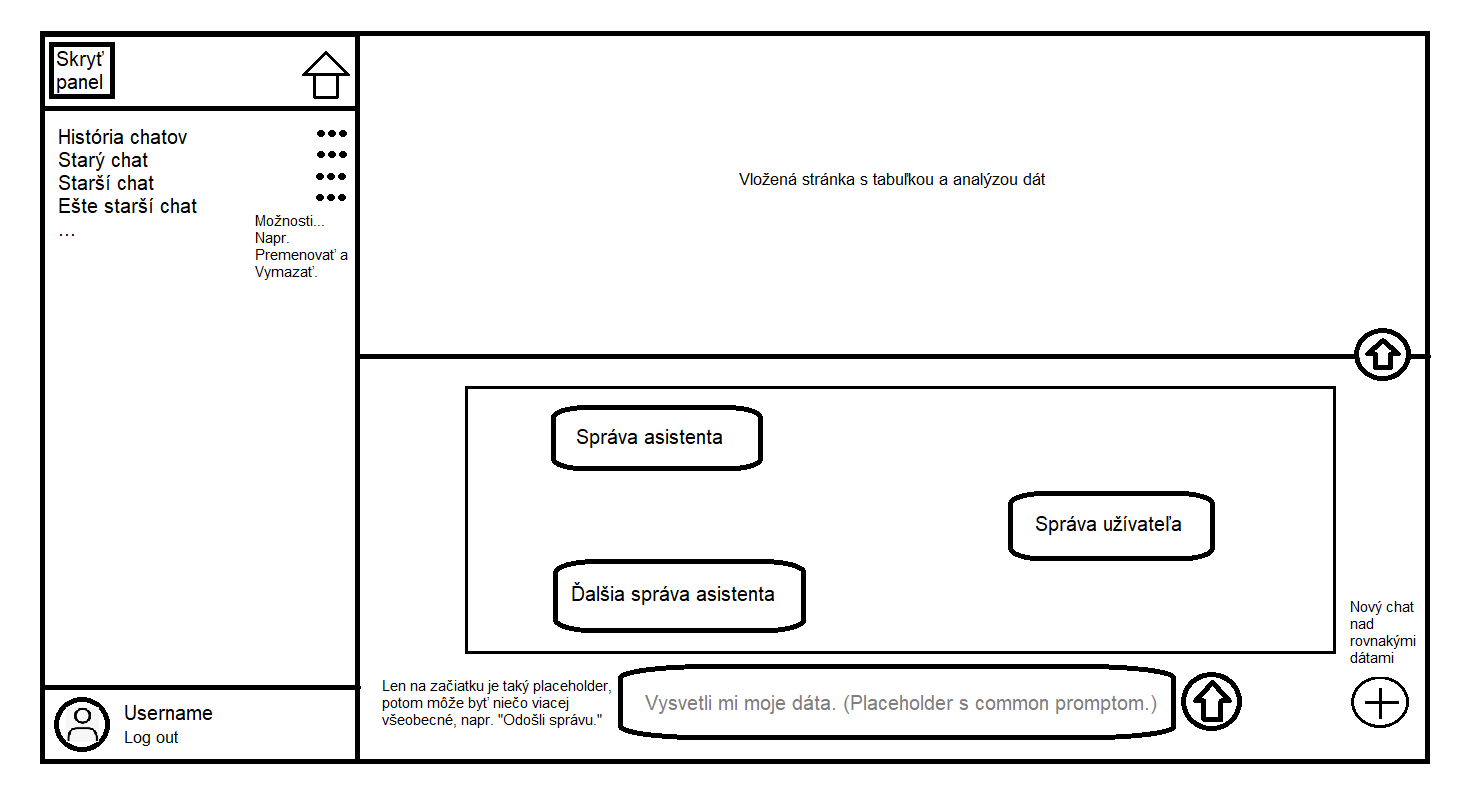 Skryť
panel
História chatov
Starý chat
Starší chat
Ešte starší chat
...
Možnosti...
Napr.
Premenovať a
Vymazať.
Username
Log out
Vložená stránka s tabuľkou a analýzou dát
Správa asistenta
Správa užívateľa
Ďalšia správa asistenta
Len na začiatku je taký placeholder,
potom môže byť niečo viacej
všeobecné, napr. "Odošli správu."
Vysvetli mi moje dáta. (Placeholder s common promptom.)
Nový chat
nad
rovnakými
dátami